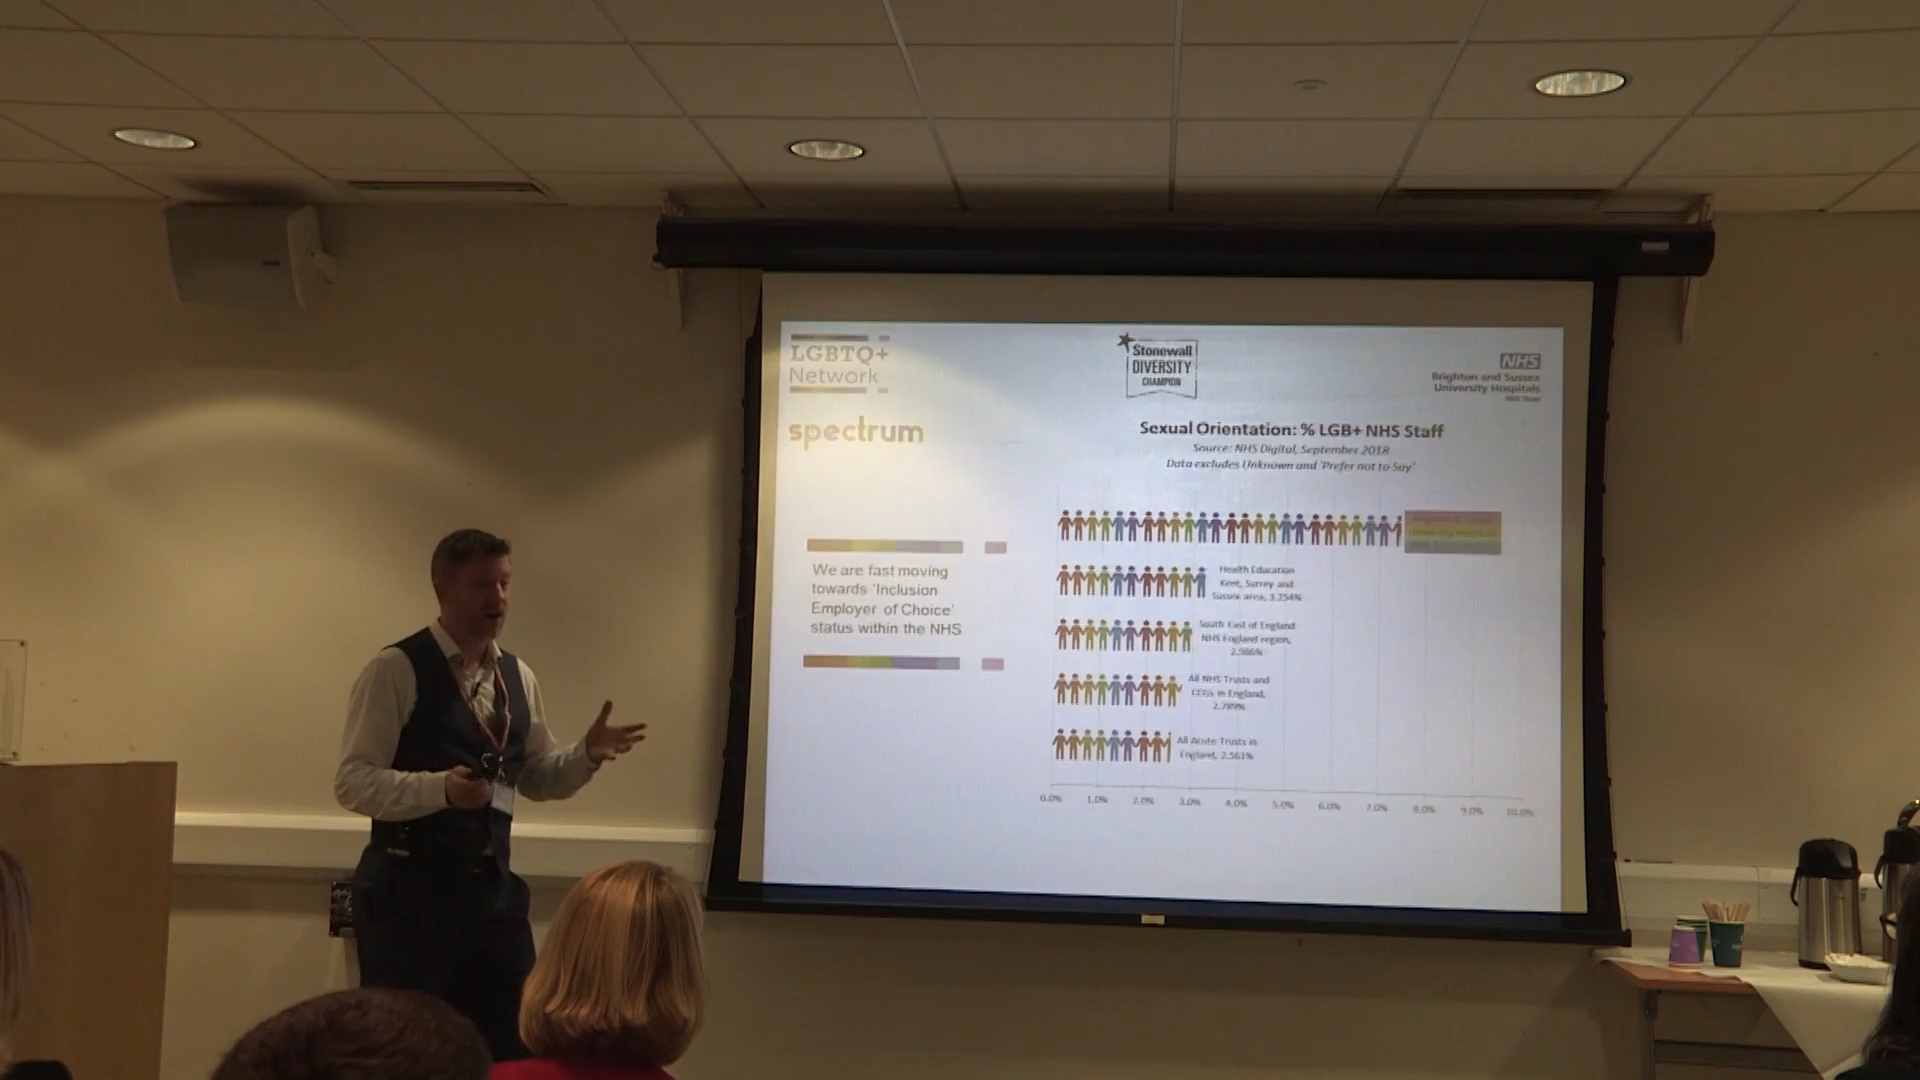 LGBTQ+
Network
spectrum
Stonewall
DIVERSITY
CHAMPION
NHS
Brighton and Sussex
University Hospitals
NHS Trust
Sexual Orientation: % LGB+ NHS Staff
Source: NHS Digital, September 2018
Data excludes Unknown and 'Prefer not to Say'
We are fast moving
towards 'Inclusion
Employer of Choice'
status within the NHS
University Hospitals
Health Education
Kent, Surrey and
Sussex area, 3.254%
South East of England
NHS England region,
2.986%
All NHS Trusts and
CCGs in England,
2.789%
All Acute Trusts in
England, 2.561%
0.0% 1.0% 2.0% 3.0% 4.0% 5.0% 6.0% 7.0% 8.0% 9.0% 10.0%